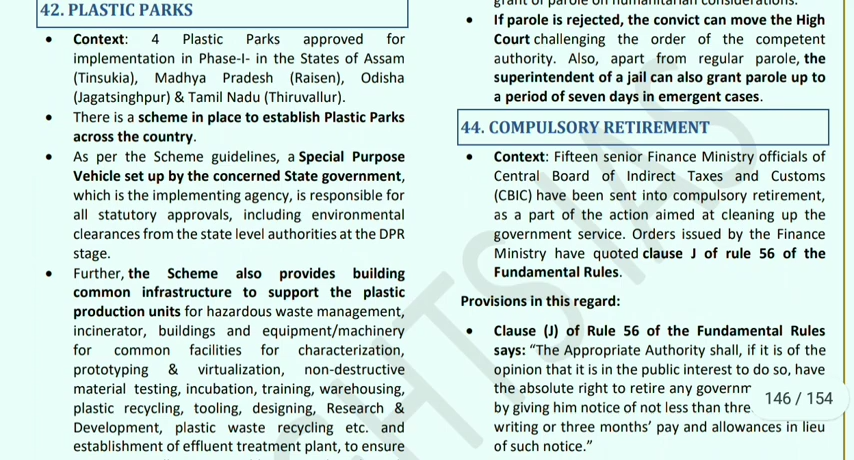 42. PLASTIC PARKS
• Context: 4 Plastic Parks approved for
implementation in Phase-I- in the States of Assam
(Tinsukia), Madhya Pradesh (Raisen), Odisha
(Jagatsinghpur) & Tamil Nadu (Thiruvallur).
• There is a scheme in place to establish Plastic Parks
across the country.
• As per the Scheme guidelines, a Special Purpose
Vehicle set up by the concerned State government,
which is the implementing agency, is responsible for
all statutory approvals, including environmental
clearances from the state level authorities at the DPR
stage.
• Further, the Scheme also provides building
common infrastructure to support the plastic
production units for hazardous waste management,
incinerator, buildings and equipment/machinery
for common facilities for characterization,
prototyping & virtualization, non-destructive
material testing, incubation, training, warehousing,
plastic recycling, tooling, designing, Research &
Development, plastic waste recycling etc. and
establishment of effluent treatment plant, to ensure
grant of parole on humanitarian considerations.
• If parole is rejected, the convict can move the High
Court challenging the order of the competent
authority. Also, apart from regular parole, the
superintendent of a jail can also grant parole up to
a period of seven days in emergent cases.
44. COMPULSORY RETIREMENT
• Context: Fifteen senior Finance Ministry officials of
Central Board of Indirect Taxes and Customs
(CBIC) have been sent into compulsory retirement,
as a part of the action aimed at cleaning up the
government service. Orders issued by the Finance
Ministry have quoted clause J of rule 56 of the
Fundamental Rules.
Provisions in this regard:
• Clause (J) of Rule 56 of the Fundamental Rules
says: “The Appropriate Authority shall, if it is of the
opinion that it is in the public interest to do so, have
the absolute right to retire any governm
by giving him notice of not less than thre
writing or three months’ pay and allowances in lieu
of such notice.”
146 / 154
GHTS IAS